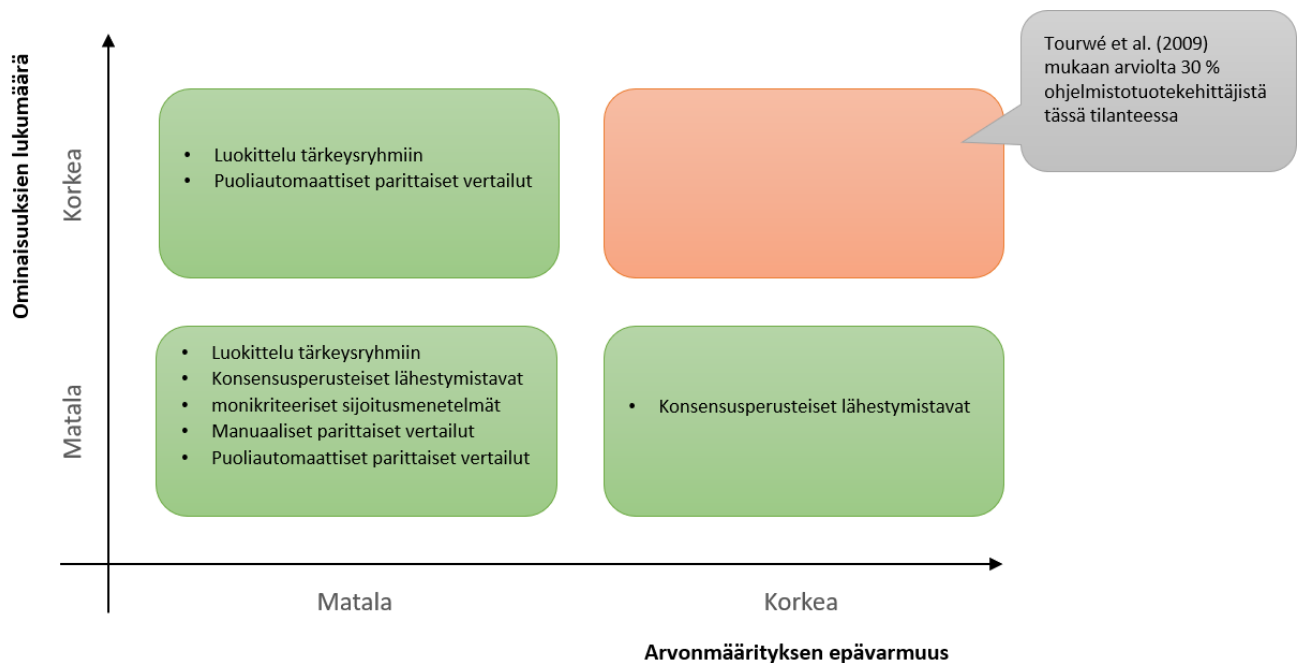 Ominaisuuksien lukumäärä
Korkea
Matala
• Luokittelu tärkeysryhmiin
• Puoliautomaattiset parittaiset vertailut
Tourwé et al. (2009)
mukaan arviolta 30 %
ohjelmistotuotekehittäjistä
tässä tilanteessa
• Luokittelu tärkeysryhmiin
• Konsensusperusteiset lähestymistavat
• monikriteeriset sijoitusmenetelmät
• Manuaaliset parittaiset vertailut
• Puoliautomaattiset parittaiset vertailut
• Konsensusperusteiset lähestymistavat
Matala
Korkea
Arvonmäärityksen epävarmuus